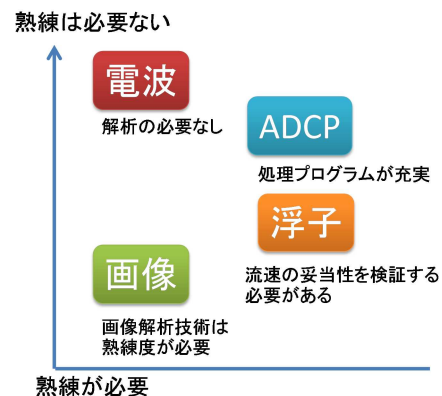 熟練は必要ない
電波
解析の必要なし
ADCP
処理プログラムが充実
浮子
流速の妥当性を検証する
必要がある
画像
画像解析技術は
熟練度が必要
熟練が必要